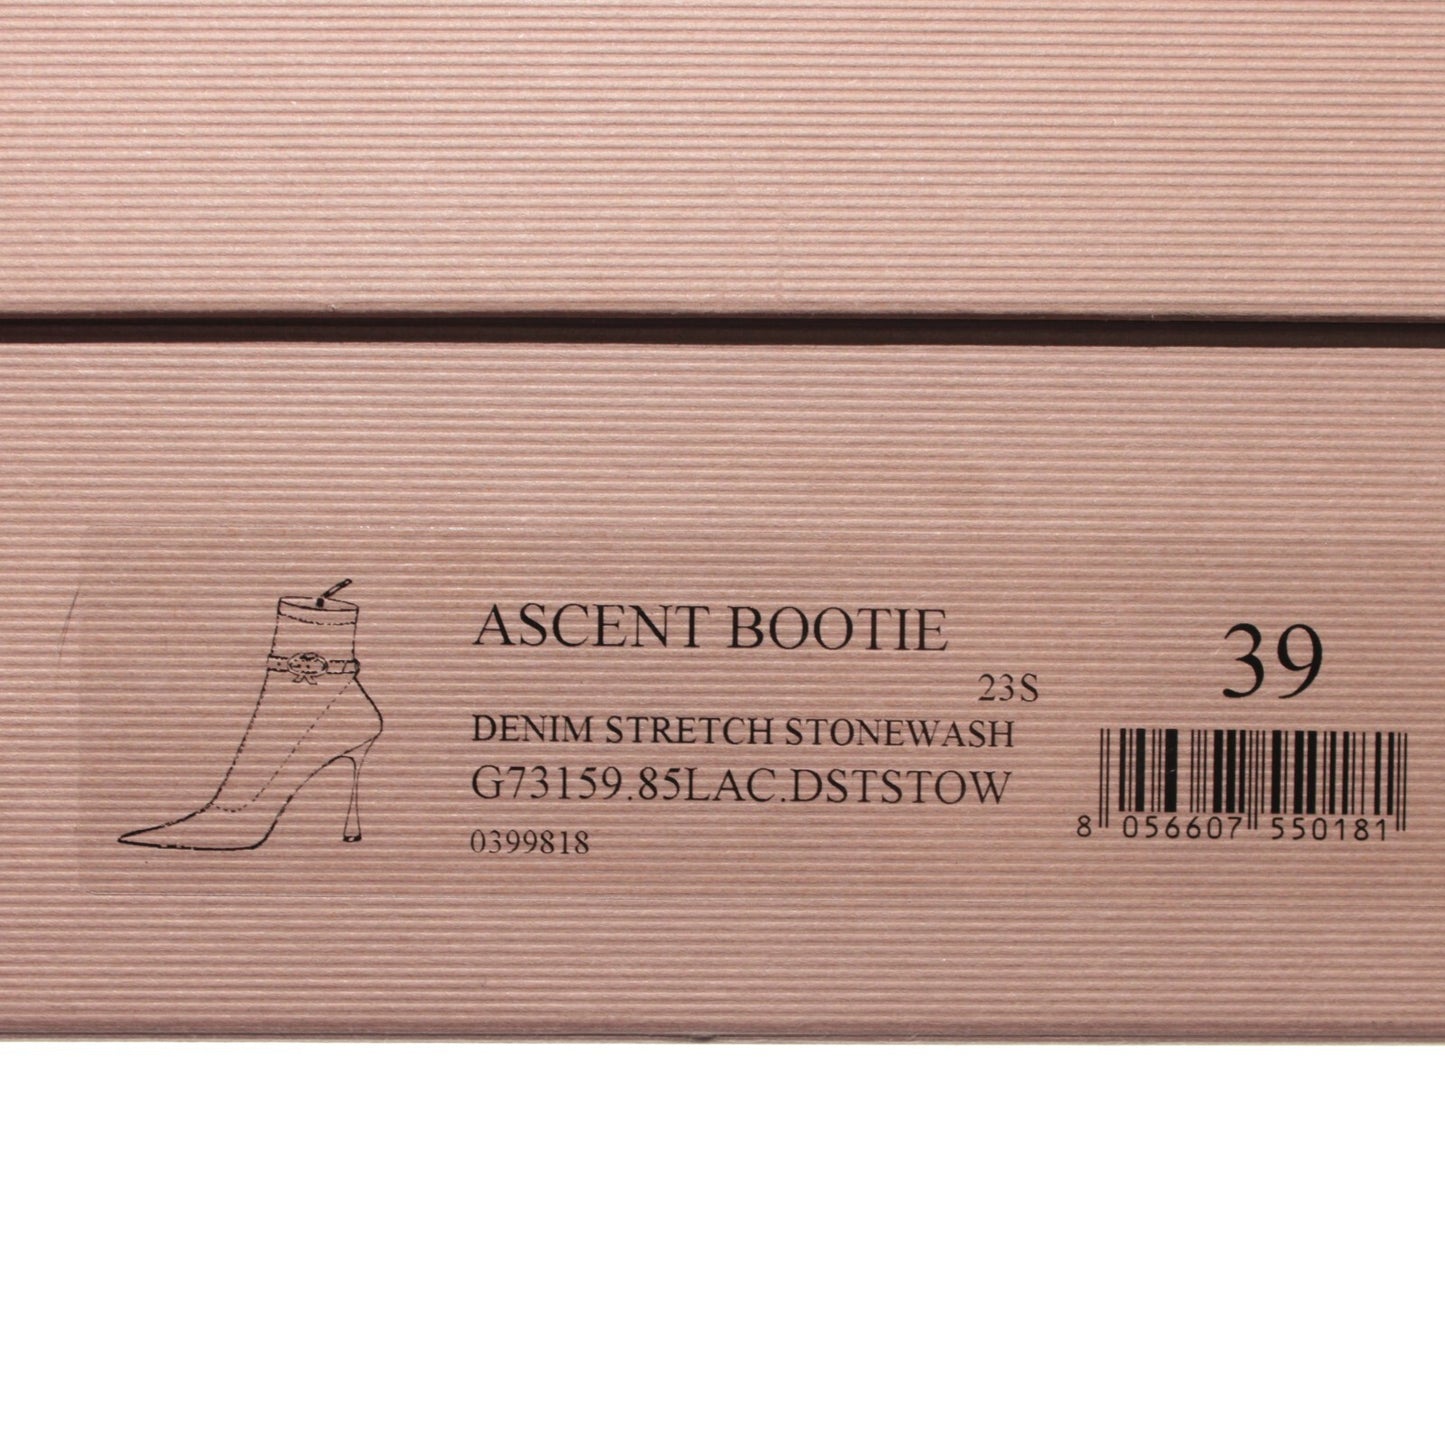 ASCENT BOOTIE
23S
DENIM STRETCH STONEWASH
G73159.85LAC.DSTSTOW
0399818
39
8 056607 550181